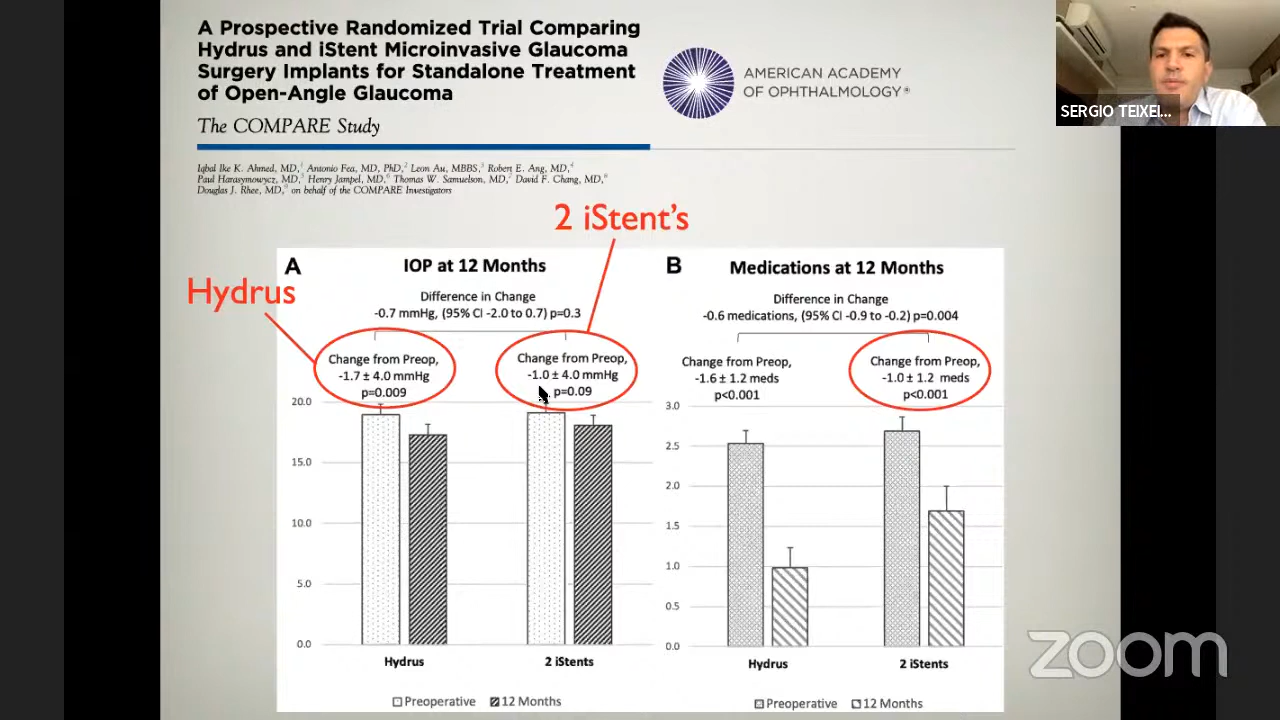 A Prospective Randomized Trial Comparing
Hydrus and iStent Microinvasive Glaucoma
Surgery Implants for Standalone Treatment
of Open-Angle Glaucoma
The COMPARE Study
AMERICAN ACADEMY
OF OPHTHALMOLOGY®
SERGIO TEIXEI...
Iqbal Ike K. Ahmed, MD,1 Antonio Fea, MD, PhD,2 Leon Au, MBBS,3 Robert E. Ang, MD,4
Paul Harasymowycz, MD,5 Henry Jampel, MD,6 Thomas W. Samuelson, MD,7 David F. Chang, MD,8
Douglas J. Rhee, MD,9 on behalf of the COMPARE Investigators
2 iStent's
Hydrus
A
IOP at 12 Months
Difference in Change
-0.7 mmHg, (95% CI -2.0 to 0.7) p=0.3
Change from Preop,
-1.7 ± 4.0 mmHg
p=0.009
Change from Preop,
-1.0 ± 4.0 mmHg
p=0.09
20.0
15.0
10.0
5.0
0.0
Hydrus
2 iStents
Preoperative
12 Months
B
Medications at 12 Months
Difference in Change
-0.6 medications, (95% CI -0.9 to -0.2) p=0.004
Change from Preop,
-1.6 ± 1.2 meds
p<0.001
Change from Preop,
-1.0 ± 1.2 meds
p<0.001
3.0
2.5
2.0
1.5
1.0
0.5
0.0
Hydrus
2 iStents
Preoperative
12 Months
zoom